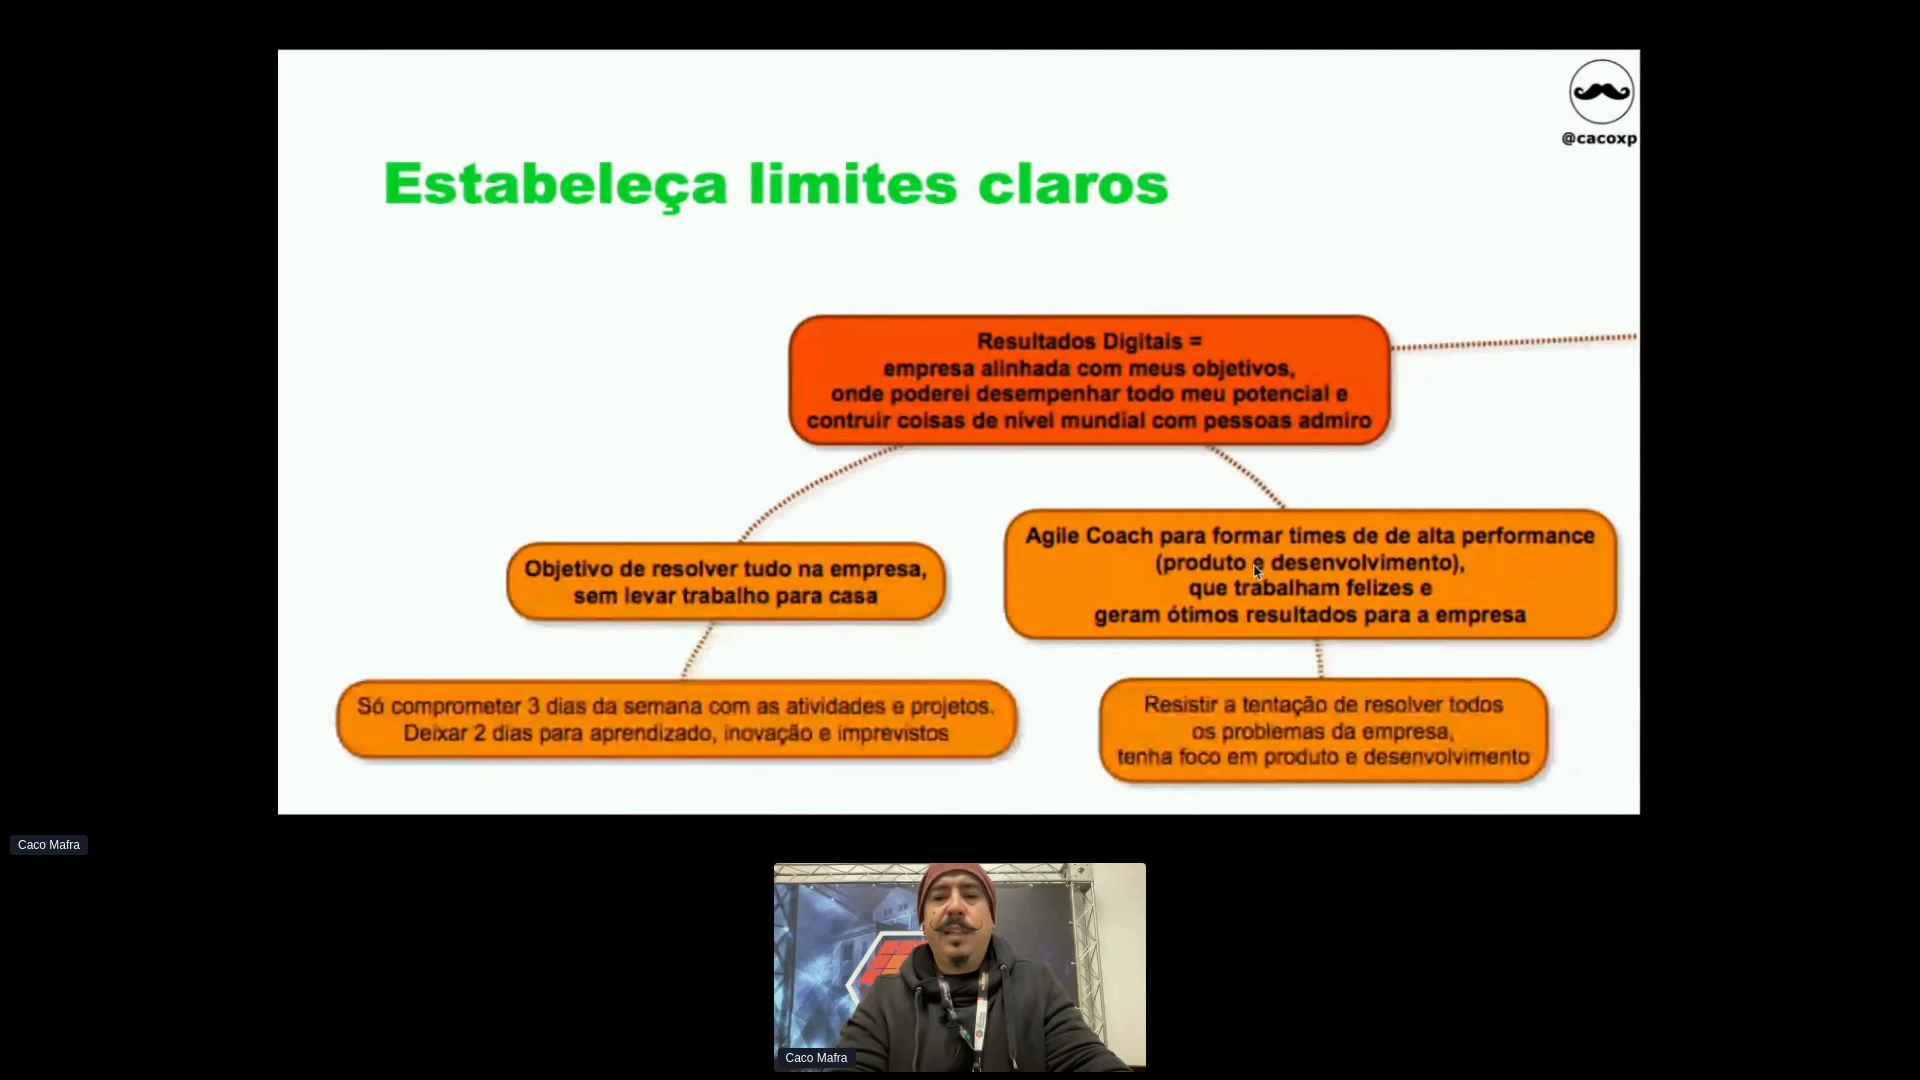 @cacoxp
Estabeleça limites claros
Resultados Digitais =
empresa alinhada com meus objetivos,
onde poderei desempenhar todo meu potencial e
contruir coisas de nível mundial com pessoas admiro
Objetivo de resolver tudo na empresa,
sem levar trabalho para casa
Agile Coach para formar times de de alta performance
(produto e desenvolvimento),
que trabalham felizes e
geram ótimos resultados para a empresa
Só comprometer 3 dias da semana com as atividades e projetos.
Deixar 2 dias para aprendizado, inovação e imprevistos
Resistir a tentação de resolver todos
os problemas da empresa,
tenha foco em produto e desenvolvimento
Caco Mafra
Caco Mafra